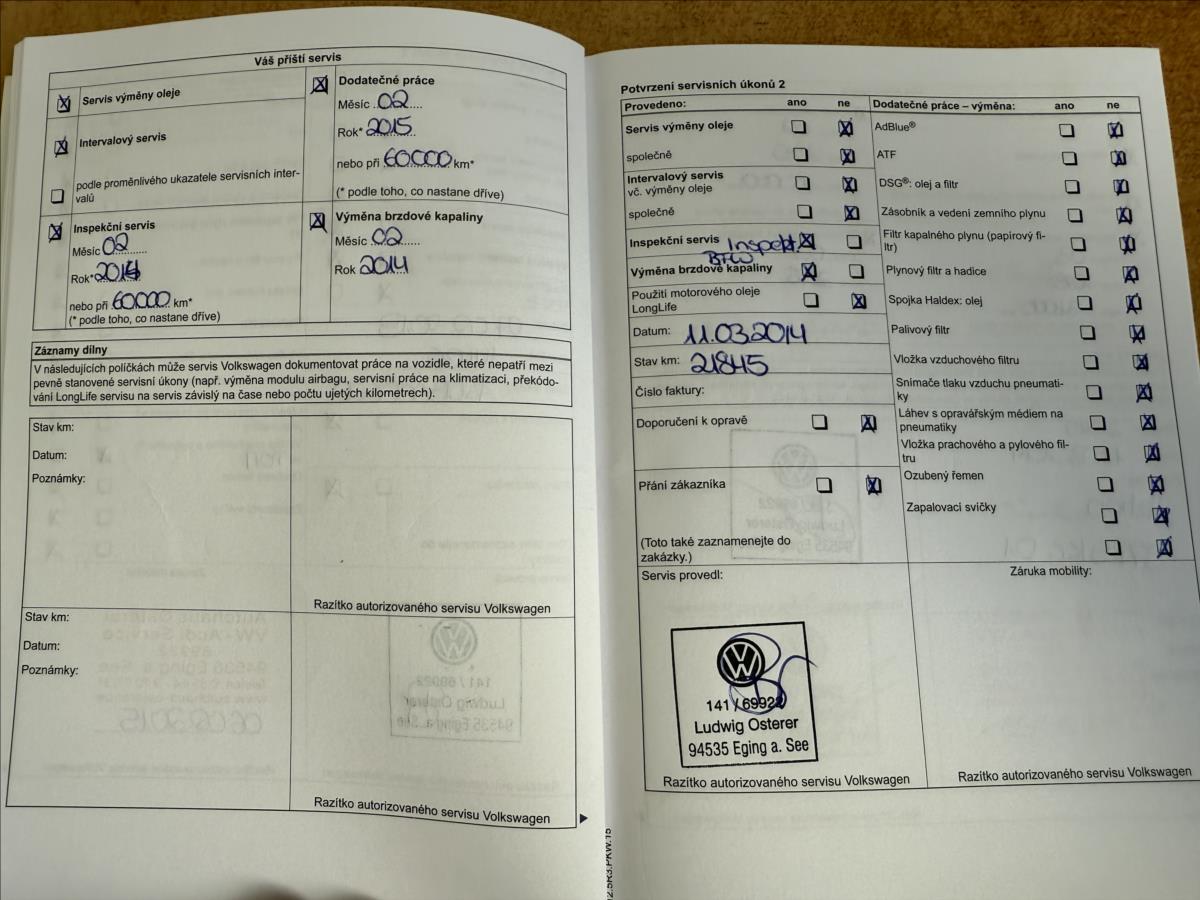 Váš příští servis
Servis výměny oleje
Intervalový servis
podle proměnlivého ukazatele servisních inter-
valů
Dodatečné práce
Měsíc 02
Rok* 2015
nebo při 60000 km*
(* podle toho, co nastane dříve)
Inspekční servis
Měsíc 02
Rok* 2014
nebo při 60000 km*
(* podle toho, co nastane dříve)
Výměna brzdové kapaliny
Měsíc 02
Rok 2014
Záznamy dílny
V následujících políčkách může servis Volkswagen dokumentovat práce na vozidle, které nepatří mezi
pevně stanovené servisní úkony (např. výměna modulu airbagu, servisní práce na klimatizaci, překódo-
vání LongLife servisu na servis závislý na čase nebo počtu ujetých kilometrech).
Stav km:
Datum:
Poznámky:
Razítko autorizovaného servisu Volkswagen
Stav km:
Datum:
Poznámky:
Razítko autorizovaného servisu Volkswagen
Potvrzení servisních úkonů 2
Provedeno: ano ne
Servis výměny oleje
společně
Intervalový servis
vč. výměny oleje
společně
Inspekční servis Inspekt.
BFW
Výměna brzdové kapaliny
Použití motorového oleje
LongLife
Datum: 11.03.2014
Stav km: 21845
Číslo faktury:
Doporučení k opravě
Přání zákazníka
(Toto také zaznamenejte do
zakázky.)
Dodatečné práce – výměna: ano ne
AdBlue®
ATF
DSG®: olej a filtr
Zásobník a vedení zemního plynu
Filtr kapalného plynu (papírový fi-
ltr)
Plynový filtr a hadice
Spojka Haldex: olej
Palivový filtr
Vložka vzduchového filtru
Snímače tlaku vzduchu pneumati-
ky
Láhev s opravářským médiem na
pneumatiky
Vložka prachového a pylového fil-
tru
Ozubený řemen
Zapalovací svíčky
Servis provedl:
141 / 69922
Ludwig Osterer
94535 Eging a. See
Razítko autorizovaného servisu Volkswagen
Záruka mobility:
Razítko autorizovaného servisu Volkswagen